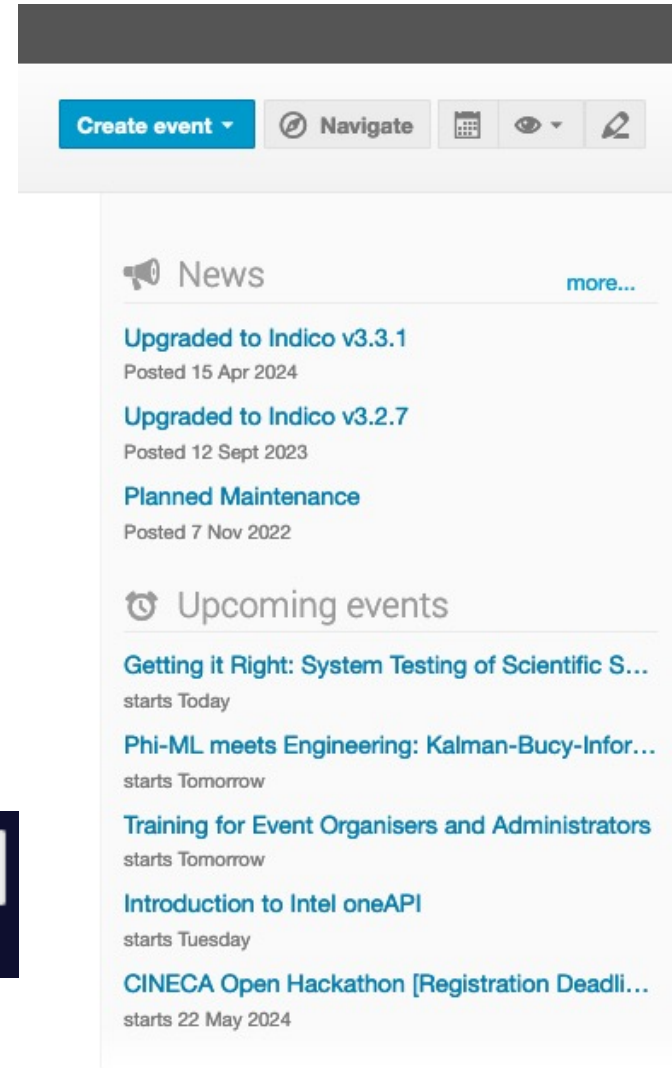 Create event
Navigate
News
more...
Upgraded to Indico v3.3.1
Posted 15 Apr 2024
Upgraded to Indico v3.2.7
Posted 12 Sept 2023
Planned Maintenance
Posted 7 Nov 2022
Upcoming events
Getting it Right: System Testing of Scientific S...
starts Today
Phi-ML meets Engineering: Kalman-Bucy-Infor...
starts Tomorrow
Training for Event Organisers and Administrators
starts Tomorrow
Introduction to Intel oneAPI
starts Tuesday
CINECA Open Hackathon [Registration Deadli...
starts 22 May 2024